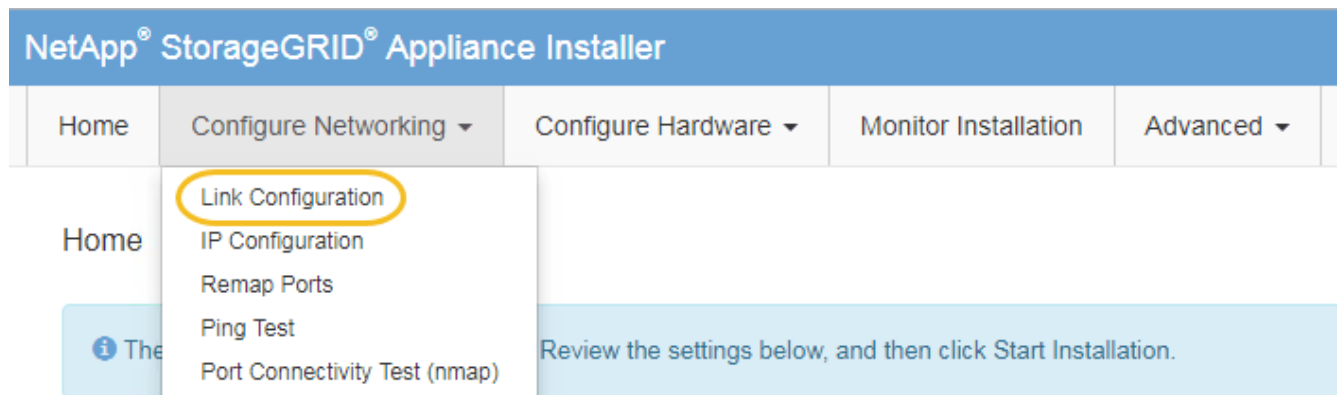 NetApp® StorageGRID® Appliance Installer
Home Configure Networking Configure Hardware Monitor Installation Advanced
Link Configuration
Home
IP Configuration
Remap Ports
Ping Test
The Review the settings below, and then click Start Installation.
Port Connectivity Test (nmap)